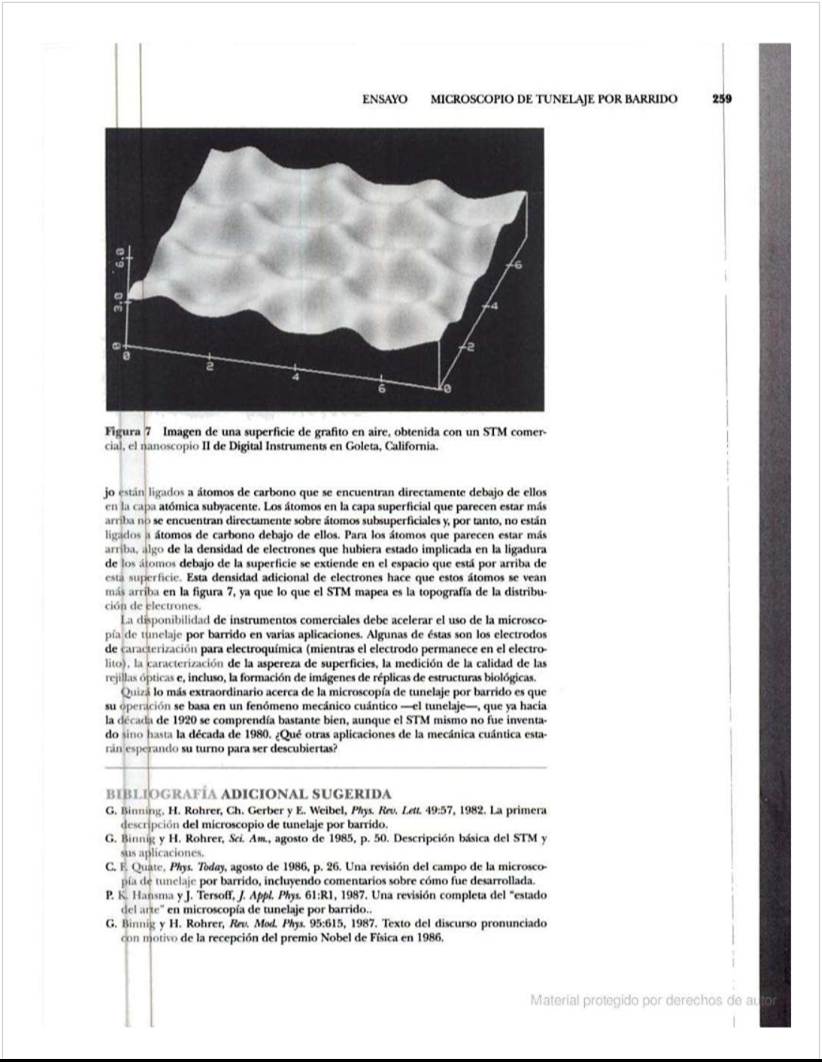 ENSAYO MICROSCOPIO DE TUNELAJE POR BARRIDO 259
6.0
3.0
0
0
2
4
6
0
2
4
6
Figura 7 Imagen de una superficie de grafito en aire, obtenida con un STM comer-
cial, el nanoscopio II de Digital Instruments en Goleta, California.
jo están ligados a átomos de carbono que se encuentran directamente debajo de ellos
en la capa atómica subyacente. Los átomos en la capa superficial que parecen estar más
arriba no se encuentran directamente sobre átomos subsuperficiales y, por tanto, no están
ligados a átomos de carbono debajo de ellos. Para los átomos que parecen estar más
arriba, algo de la densidad de electrones que hubiera estado implicada en la ligadura
de los átomos debajo de la superficie se extiende en el espacio que está por arriba de
esta superficie. Esta densidad adicional de electrones hace que estos átomos se vean
más arriba en la figura 7, ya que lo que el STM mapea es la topografía de la distribu-
ción de electrones.
La disponibilidad de instrumentos comerciales debe acelerar el uso de la microsco-
pía de tunelaje por barrido en varias aplicaciones. Algunas de éstas son los electrodos
de caracterización para electroquímica (mientras el electrodo permanece en el electro-
lito), la caracterización de la aspereza de superficies, la medición de la calidad de las
rejillas ópticas e, incluso, la formación de imágenes de réplicas de estructuras biológicas.
Quizá lo más extraordinario acerca de la microscopía de tunelaje por barrido es que
su operación se basa en un fenómeno mecánico cuántico —el tunelaje—, que ya hacia
la década de 1920 se comprendía bastante bien, aunque el STM mismo no fue inventa-
do sino hasta la década de 1980. ¿Qué otras aplicaciones de la mecánica cuántica esta-
rán esperando su turno para ser descubiertas?
BIBLIOGRAFÍA ADICIONAL SUGERIDA
G. Binning, H. Rohrer, Ch. Gerber y E. Weibel, Phys. Rev. Lett. 49:57, 1982. La primera
descripción del microscopio de tunelaje por barrido.
G. Binnig y H. Rohrer, Sci. Am., agosto de 1985, p. 50. Descripción básica del STM y
sus aplicaciones.
C. F. Quate, Phys. Today, agosto de 1986, p. 26. Una revisión del campo de la microsco-
pía de tunelaje por barrido, incluyendo comentarios sobre cómo fue desarrollada.
P. K. Hansma y J. Tersoff, J. Appl. Phys. 61:R1, 1987. Una revisión completa del "estado
del arte" en microscopía de tunelaje por barrido..
G. Binnig y H. Rohrer, Rev. Mod. Phys. 95:615, 1987. Texto del discurso pronunciado
con motivo de la recepción del premio Nobel de Física en 1986.
Material protegido por derechos de autor